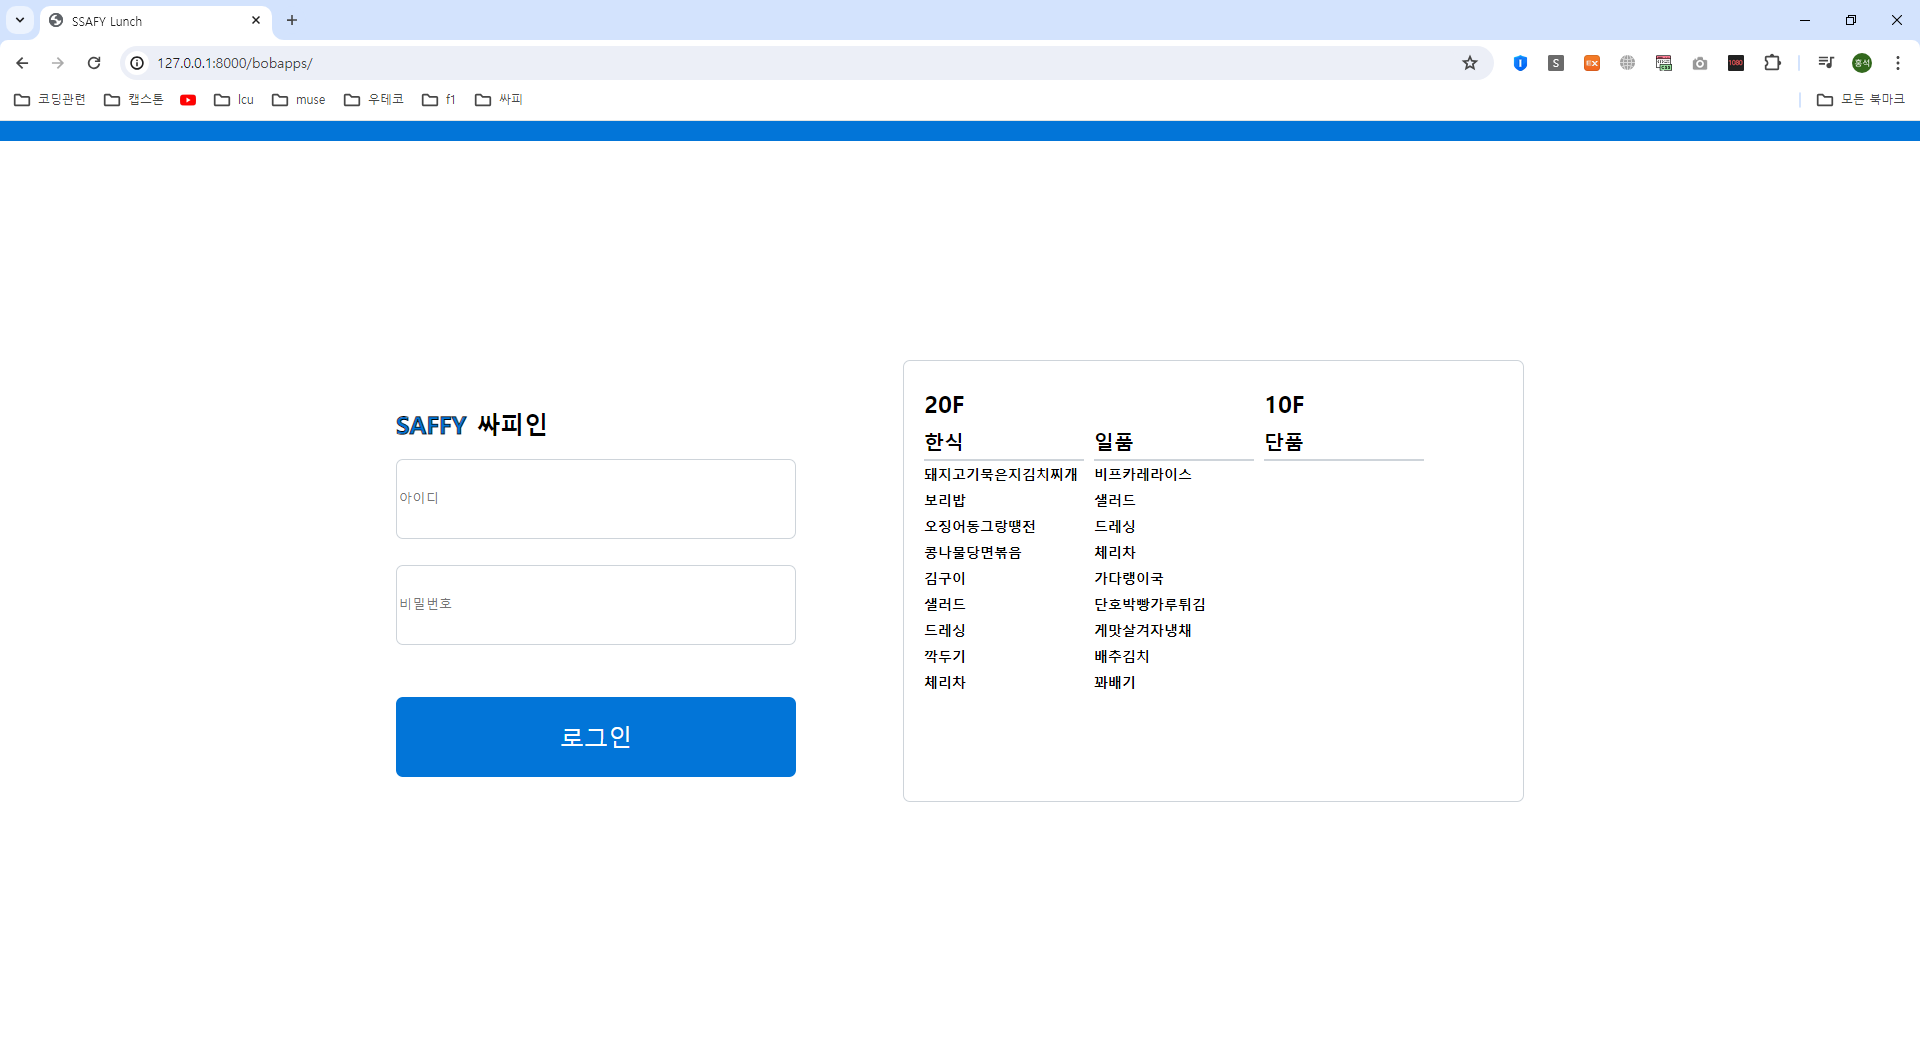 SSAFY Lunch
127.0.0.1:8000/bobapps/
S
EX
1080
홍석
코딩관련
캡스톤
lcu
muse
우테코
f1
싸피
모든 북마크
SAFFY 싸피인
아이디
비밀번호
로그인
20F
10F
한식
일품
단품
돼지고기묵은지김치찌개
비프카레라이스
보리밥
샐러드
오징어동그랑떙전
드레싱
콩나물당면볶음
체리차
김구이
가다랭이국
샐러드
단호박빵가루튀김
드레싱
게맛살겨자냉채
깍두기
배추김치
체리차
꽈배기